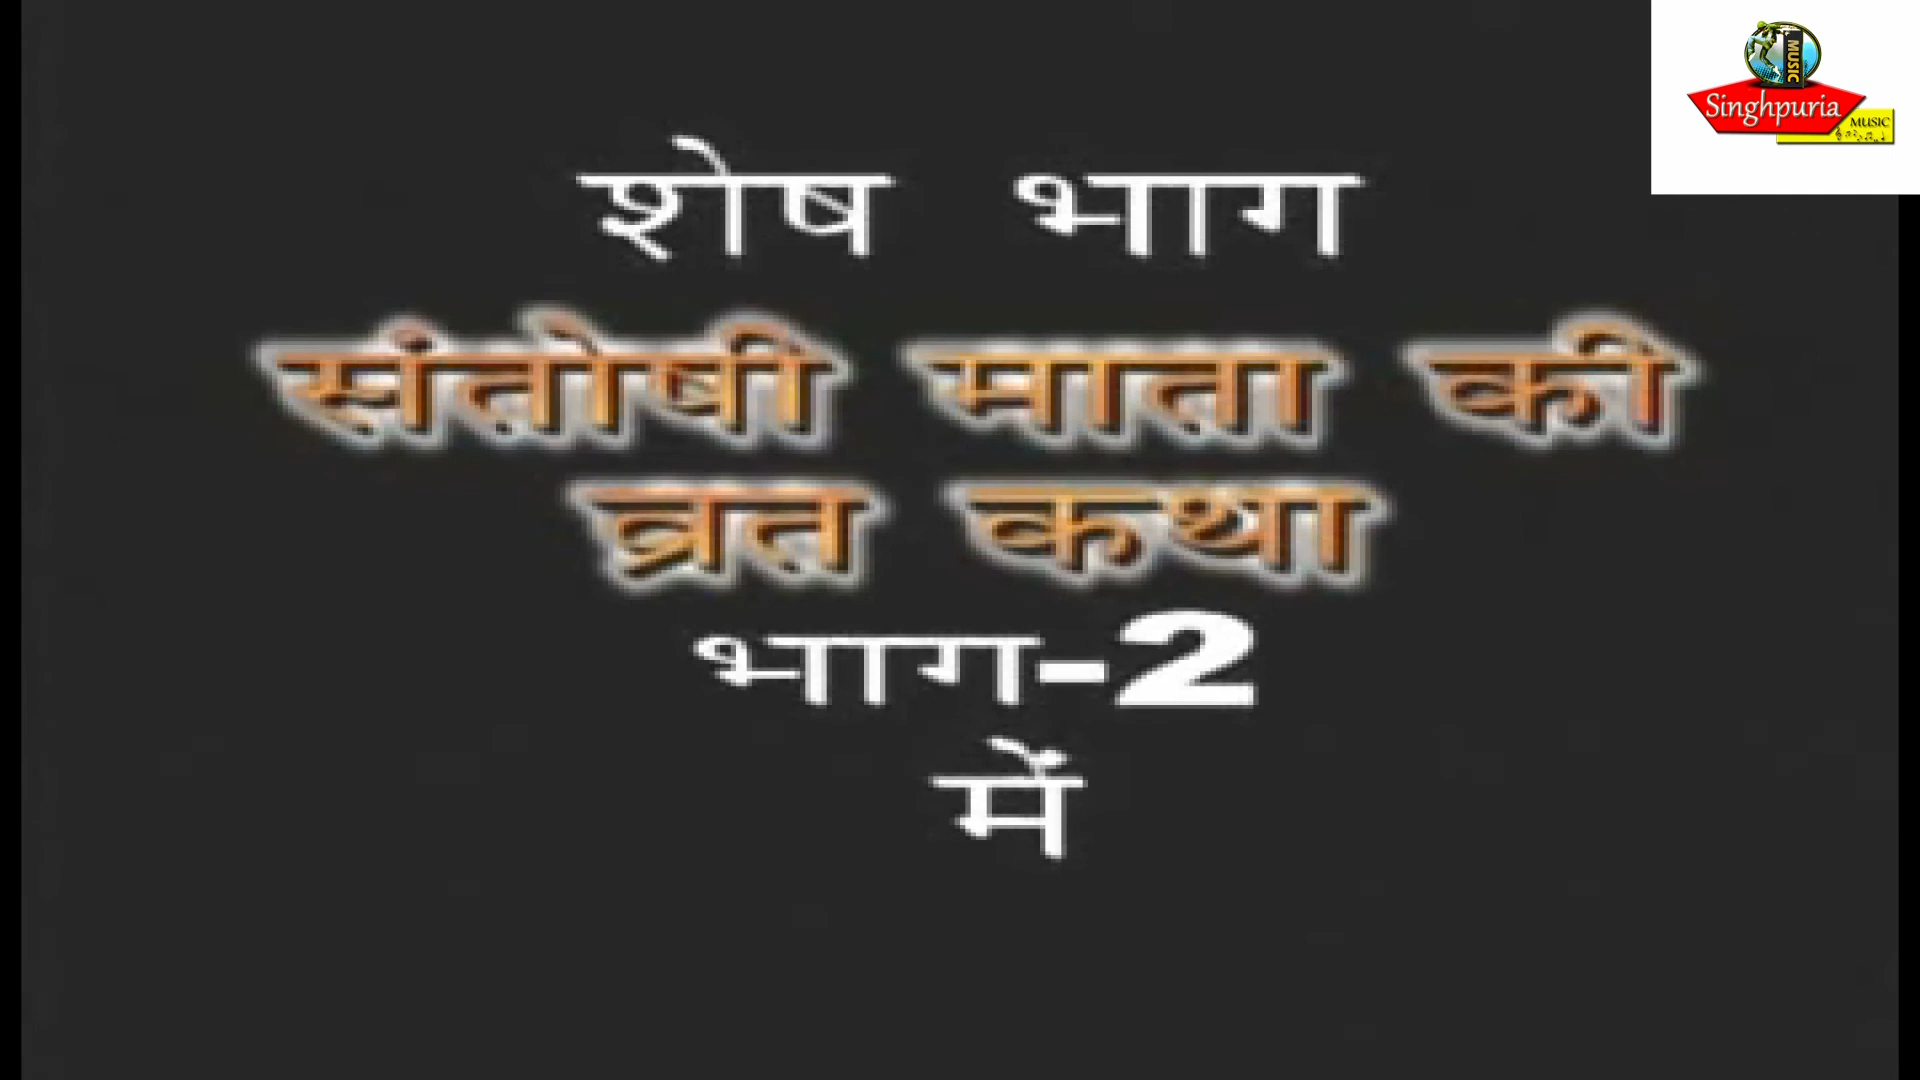 MUSIC
Singhpuria
MUSIC
शेष भाग
संतोषी माता की
व्रत कथा
भाग-2
में